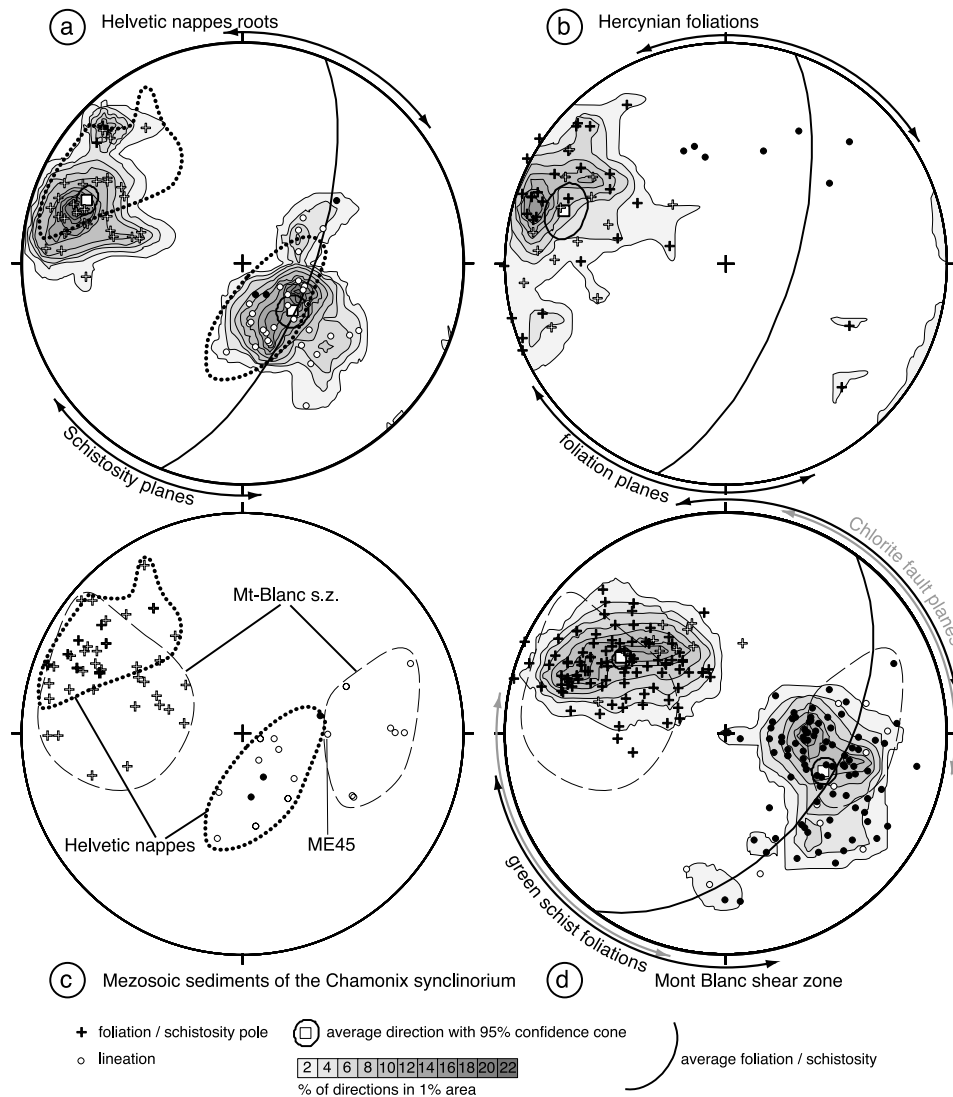 a Helvetic nappes roots
b Hercynian foliations
Schistosity planes
foliation planes
Chlorite fault planes
Mt-Blanc s.z.
Helvetic nappes
ME45
green schist foliations
c Mezosoic sediments of the Chamonix synclinorium
d Mont Blanc shear zone
foliation / schistosity pole
average direction with 95% confidence cone
lineation
average foliation / schistosity
2 4 6 8 10 12 14 16 18 20 22
% of directions in 1% area